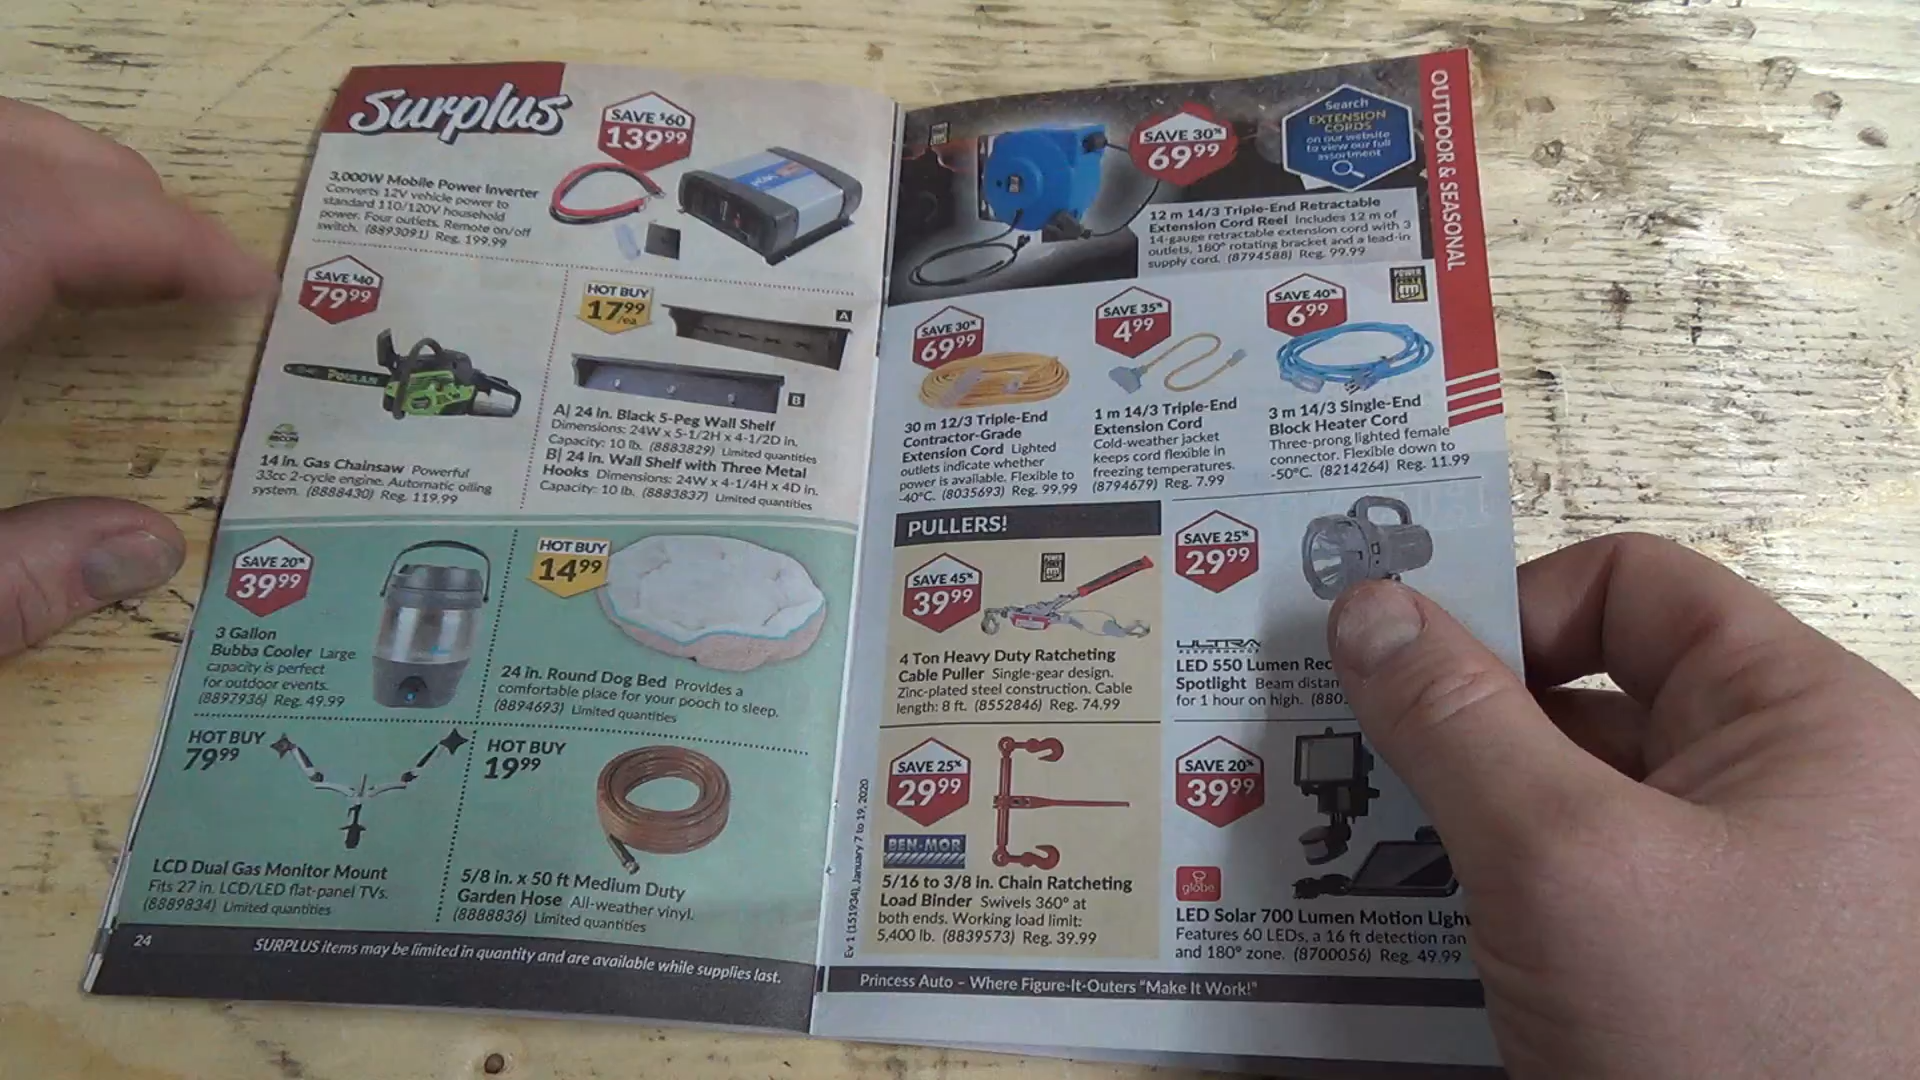 Surplus
SAVE $60
139.99
3,000W Mobile Power Inverter
Converts 12V vehicle power to
standard 110/120V household
power. Four outlets. Remote on/off
switch. (8893091) Reg. 199.99
SAVE $40
79.99
POULAN
14 in. Gas Chainsaw Powerful
33cc 2-cycle engine. Automatic oiling
system. (8888430) Reg. 119.99
HOT BUY
17.99
/ea
A
B
A| 24 in. Black 5-Peg Wall Shelf
Dimensions: 24W x 5-1/2H x 4-1/2D in.
Capacity: 10 lb. (8883829) Limited quantities
B| 24 in. Wall Shelf with Three Metal
Hooks Dimensions: 24W x 4-1/4H x 4D in.
Capacity: 10 lb. (8883837) Limited quantities
SAVE 20%
39.99
3 Gallon
Bubba Cooler Large
capacity is perfect
for outdoor events.
(8897936) Reg. 49.99
HOT BUY
14.99
24 in. Round Dog Bed Provides a
comfortable place for your pooch to sleep.
(8894693) Limited quantities
HOT BUY
79.99
LCD Dual Gas Monitor Mount
Fits 27 in. LCD/LED flat-panel TVs.
(8889834) Limited quantities
HOT BUY
19.99
5/8 in. x 50 ft Medium Duty
Garden Hose All-weather vinyl.
(8888836) Limited quantities
24
SURPLUS items may be limited in quantity and are available while supplies last.
OUTDOOR & SEASONAL
SAVE 30%
69.99
Search
EXTENSION
CORDS
on our website
to view our full
assortment
12 m 14/3 Triple-End Retractable
Extension Cord Reel Includes 12 m of
14-gauge retractable extension cord with 3
outlets, 180° rotating bracket and a lead-in
supply cord. (8794588) Reg. 99.99
SAVE 30%
69.99
30 m 12/3 Triple-End
Contractor-Grade
Extension Cord Lighted
outlets indicate whether
power is available. Flexible to
-40°C. (8035693) Reg. 99.99
SAVE 35%
4.99
1 m 14/3 Triple-End
Extension Cord
Cold-weather jacket
keeps cord flexible in
freezing temperatures.
(8794679) Reg. 7.99
SAVE 40%
6.99
POWER
FIST
3 m 14/3 Single-End
Block Heater Cord
Three-prong lighted female
connector. Flexible down to
-50°C. (8214264) Reg. 11.99
PULLERS!
SAVE 45%
39.99
POWER
FIST
4 Ton Heavy Duty Ratcheting
Cable Puller Single-gear design.
Zinc-plated steel construction. Cable
length: 8 ft. (8552846) Reg. 74.99
SAVE 25%
29.99
ULTRA
PERFORMANCE
LED 550 Lumen Rec
Spotlight Beam distan
for 1 hour on high. (880
SAVE 25%
29.99
BEN-MOR
5/16 to 3/8 in. Chain Ratcheting
Load Binder Swivels 360° at
both ends. Working load limit:
5,400 lb. (8839573) Reg. 39.99
SAVE 20%
39.99
globe
LED Solar 700 Lumen Motion Ligh
Features 60 LEDs, a 16 ft detection ran
and 180° zone. (8700056) Reg. 49.99
Ev 1 (151934), January 7 to 19, 2020
Princess Auto – Where Figure-It-Outers "Make It Work!"